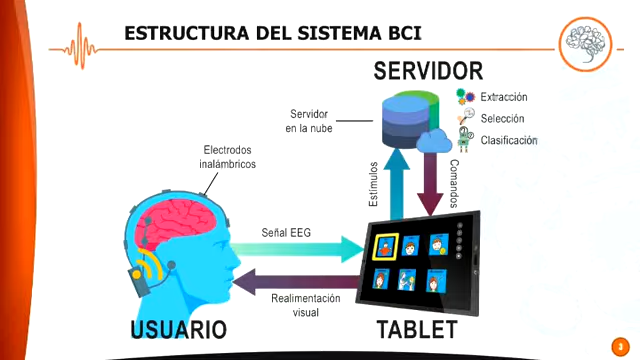 ESTRUCTURA DEL SISTEMA BCI
SERVIDOR
Servidor
en la nube
Extracción
Selección
Clasificación
Electrodos
inalámbricos
Estímulos
Comandos
Señal EEG
Realimentación
visual
USUARIO
TABLET
3